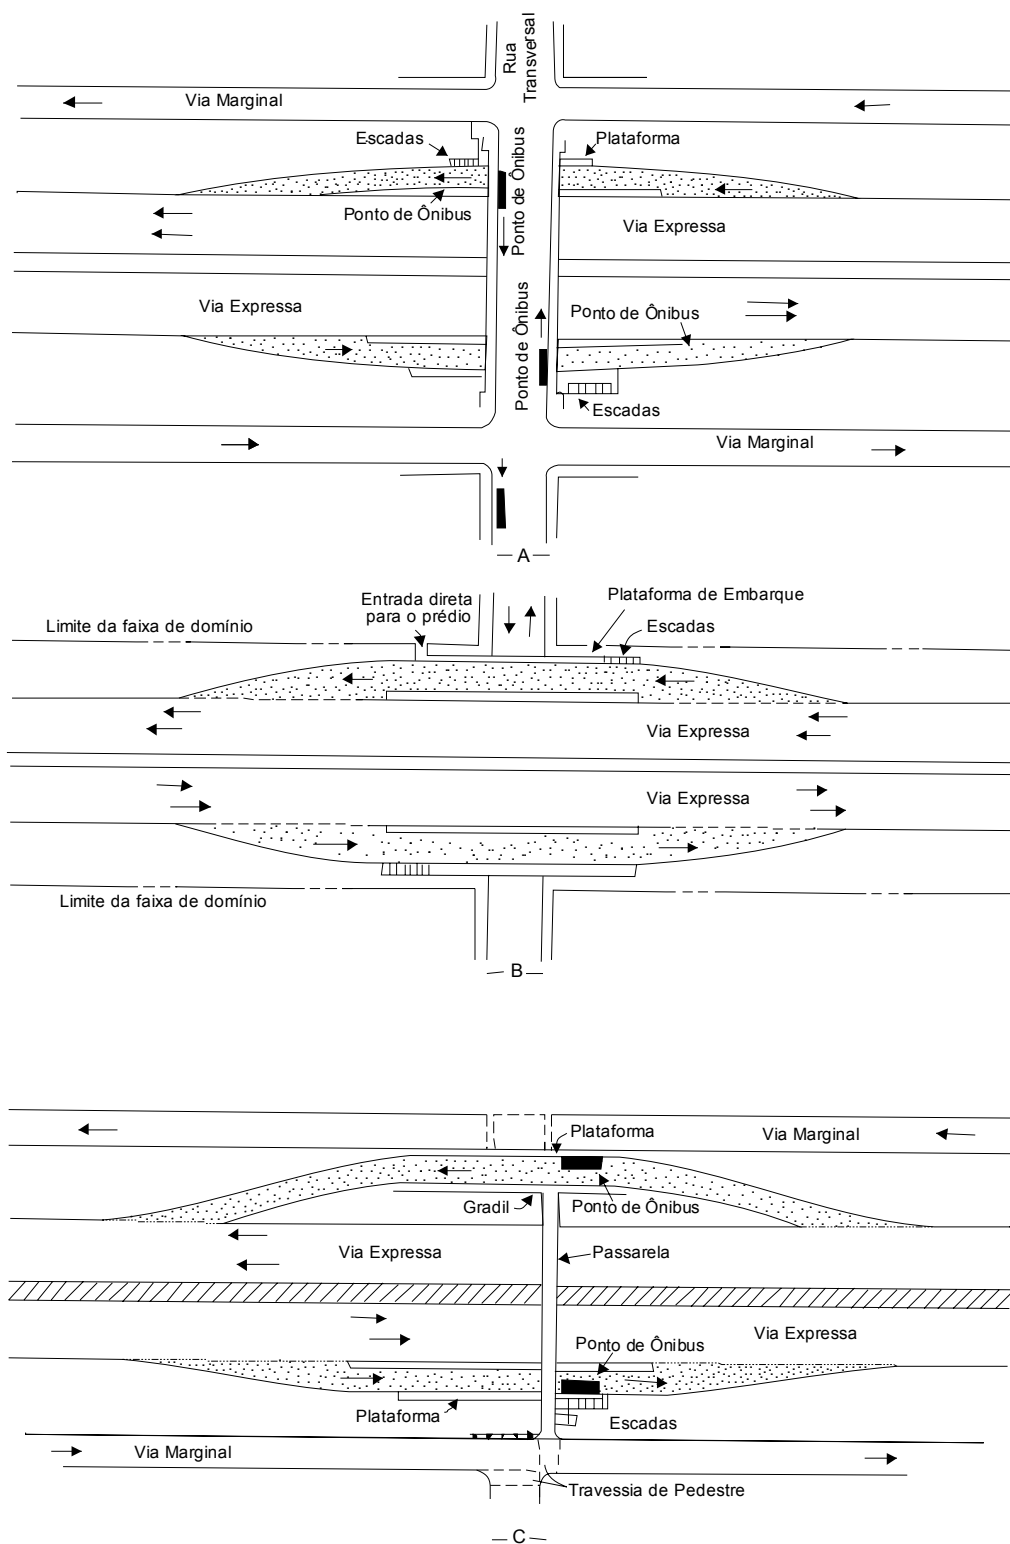 Rua
Transversal
Via Marginal
Escadas
Plataforma
Ponto de Ônibus
Ponto de Ônibus
Via Expressa
Via Expressa
Ponto de Ônibus
Ponto de Ônibus
Escadas
Via Marginal
A
Entrada direta
para o prédio
Plataforma de Embarque
Limite da faixa de domínio
Escadas
Via Expressa
Via Expressa
Limite da faixa de domínio
B
Plataforma
Via Marginal
Gradil
Ponto de Ônibus
Via Expressa
Passarela
Via Expressa
Ponto de Ônibus
Plataforma
Escadas
Via Marginal
Travessia de Pedestre
C